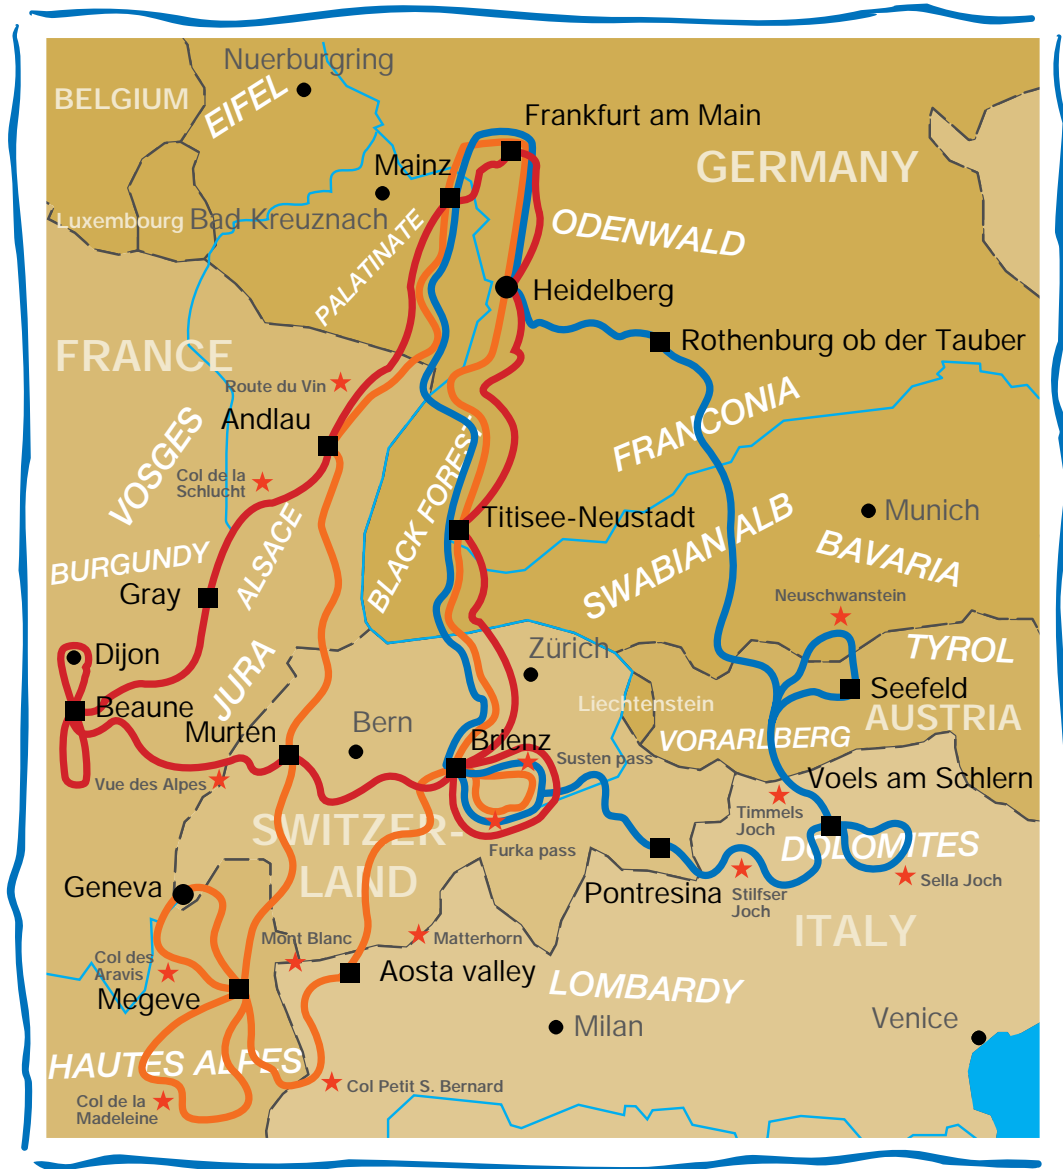 Nuerburgring
BELGIUM
EIFEL
Frankfurt am Main
Mainz
GERMANY
Luxembourg
Bad Kreuznach
PALATINATE
ODENWALD
Heidelberg
Rothenburg ob der Tauber
FRANCE
Route du Vin
Andlau
VOSGES
FRANCONIA
Col de la
Schlucht
BLACK FOREST
Titisee-Neustadt
Munich
SWABIAN ALB
BAVARIA
BURGUNDY
ALSACE
Gray
Neuschwanstein
JURA
Dijon
Zürich
TYROL
Beaune
Liechtenstein
Seefeld
AUSTRIA
Murten
Bern
Brienz
VORARLBERG
Susten pass
Vue des Alpes
Voels am Schlern
Timmels
Joch
SWITZER-
LAND
Furka pass
DOLOMITES
Geneva
Pontresina
Stilfser
Joch
Sella Joch
ITALY
Mont Blanc
Matterhorn
Col des
Aravis
Megeve
Aosta valley
LOMBARDY
Milan
Venice
HAUTES ALPES
Col Petit S. Bernard
Col de la
Madeleine